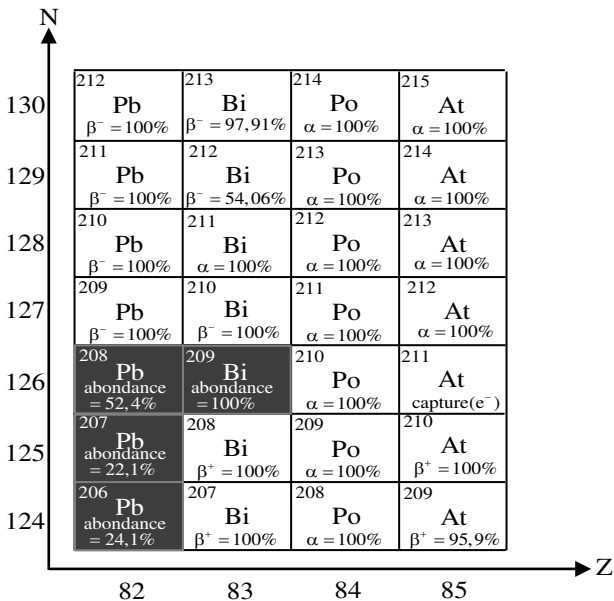 N
212 213 214 215
130 Pb Bi Po At
β⁻ = 100% β⁻ = 97,91% α = 100% α = 100%
211 212 213 214
129 Pb Bi Po At
β⁻ = 100% β⁻ = 54,06% α = 100% α = 100%
210 211 212 213
128 Pb Bi Po At
β⁻ = 100% α = 100% α = 100% α = 100%
209 210 211 212
127 Pb Bi Po At
β⁻ = 100% β⁻ = 100% α = 100% α = 100%
208 209 210 211
126 Pb Bi Po At
abondance abondance
= 52,4% = 100% α = 100% capture(e⁻)
207 208 209 210
125 Pb Bi Po At
abondance
= 22,1% β⁺ = 100% α = 100% β⁺ = 100%
206 207 208 209
124 Pb Bi Po At
abondance
= 24,1% β⁺ = 100% α = 100% β⁺ = 95,9%
Z
82 83 84 85